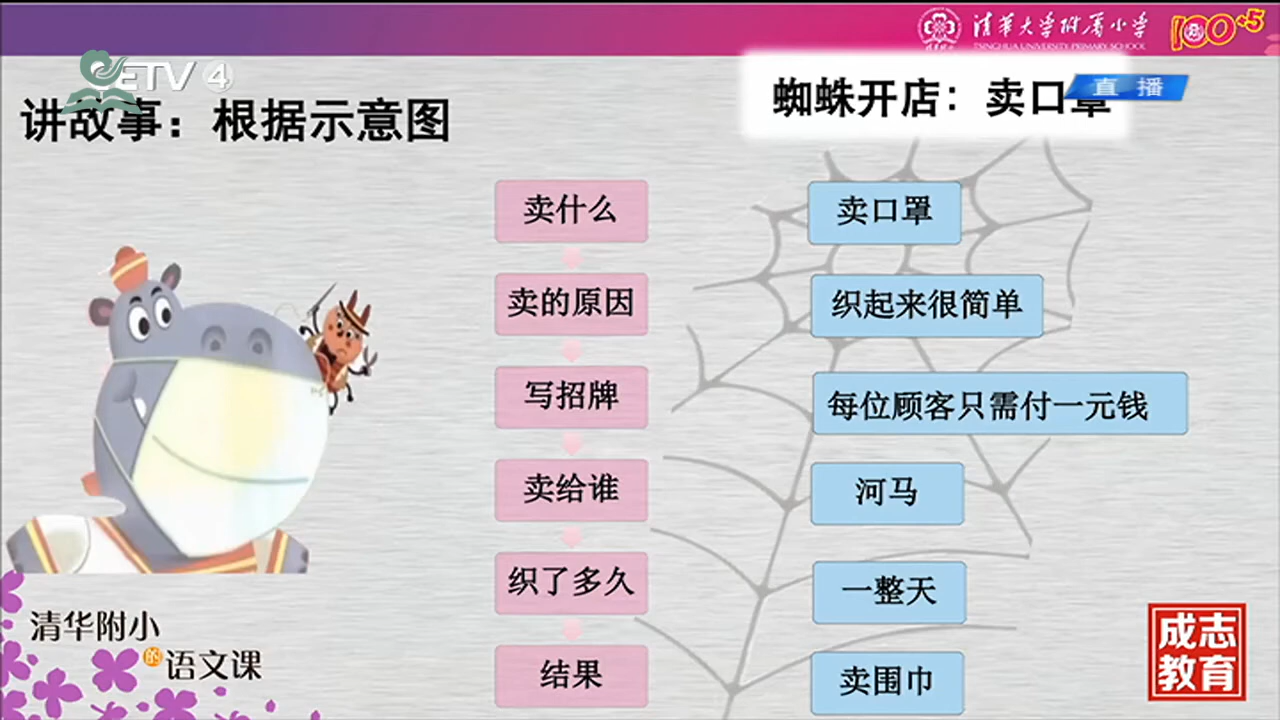 清华大学附属小学
TSINGHUA UNIVERSITY PRIMARY SCHOOL
100+5
CETV 4
直播
讲故事：根据示意图
蜘蛛开店：卖口罩
卖什么
卖口罩
卖的原因
织起来很简单
写招牌
每位顾客只需付一元钱
卖给谁
河马
织了多久
一整天
结果
卖围巾
清华附小
的语文课
成志
教育